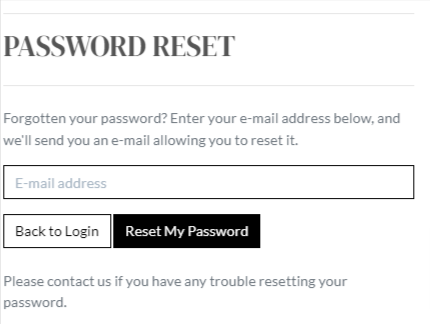 PASSWORD RESET
Forgotten your password? Enter your e-mail address below, and
we'll send you an e-mail allowing you to reset it.
E-mail address
Back to Login Reset My Password
Please contact us if you have any trouble resetting your
password.